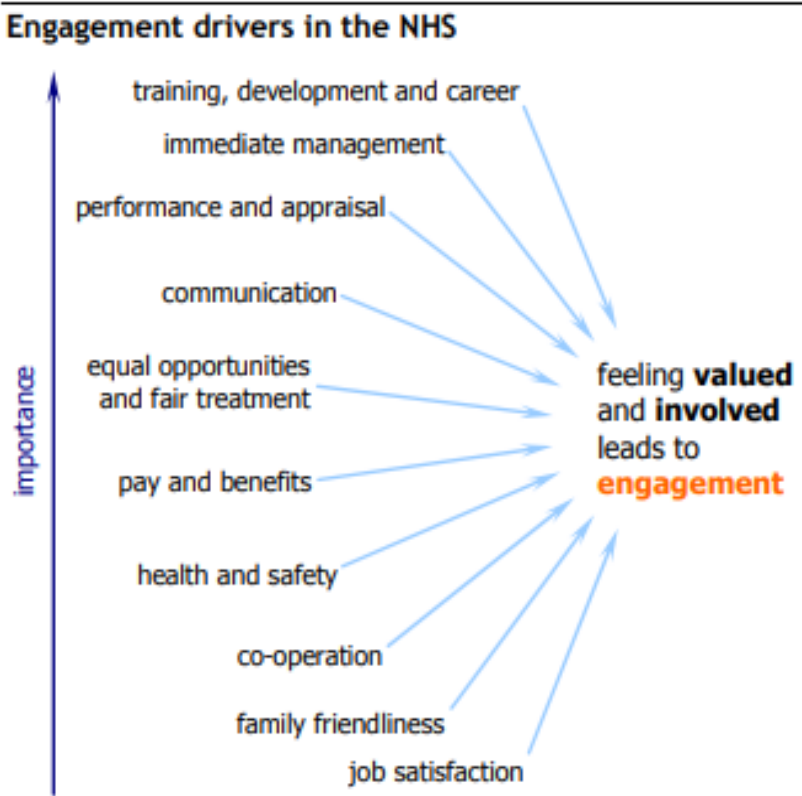 Engagement drivers in the NHS
training, development and career
immediate management
performance and appraisal
communication
equal opportunities
and fair treatment
pay and benefits
health and safety
co-operation
family friendliness
job satisfaction
importance
feeling valued
and involved
leads to
engagement